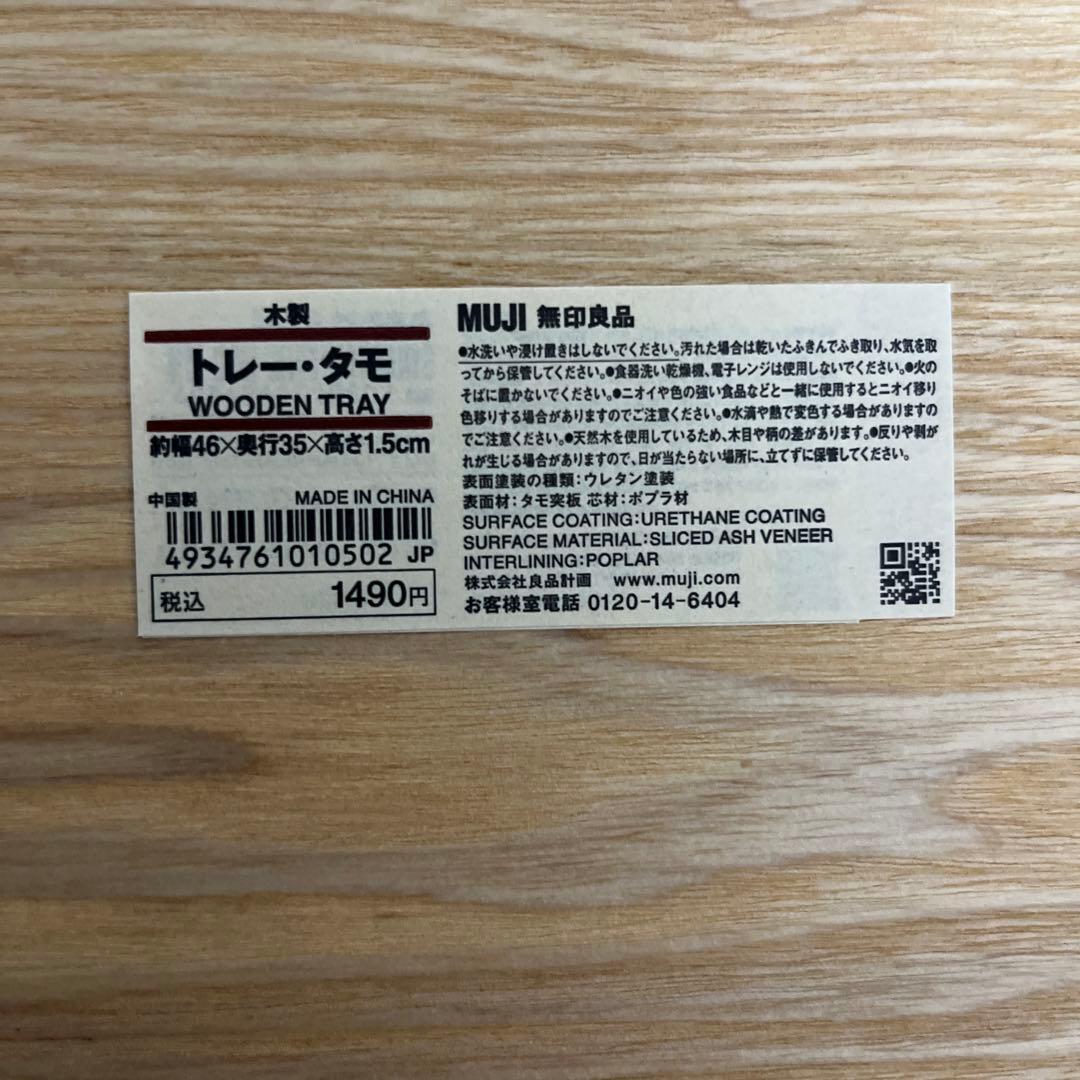 木製
トレー・タモ
WOODEN TRAY
約幅46×奥行35×高さ1.5cm
中国製 MADE IN CHINA
4934761010502 JP
税込 1490円
MUJI 無印良品
●水洗いや浸け置きはしないでください。汚れた場合は乾いたふきんでふき取り、水気を取
ってから保管してください。●食器洗い乾燥機、電子レンジは使用しないでください。●火の
そばに置かないでください。●ニオイや色の強い食品などと一緒に使用するとニオイ移り
色移りする場合がありますのでご注意ください。●水滴や熱で変色する場合があります
のでご注意ください。●天然木を使用しているため、木目や柄の差があります。●反りや剥が
れが生じる場合がありますので、日が当たらない場所に、立てずに保管してください。
表面塗装の種類：ウレタン塗装
表面材：タモ突板 芯材：ポプラ材
SURFACE COATING:URETHANE COATING
SURFACE MATERIAL:SLICED ASH VENEER
INTERLINING:POPLAR
株式会社良品計画 www.muji.com
お客様室電話 0120-14-6404